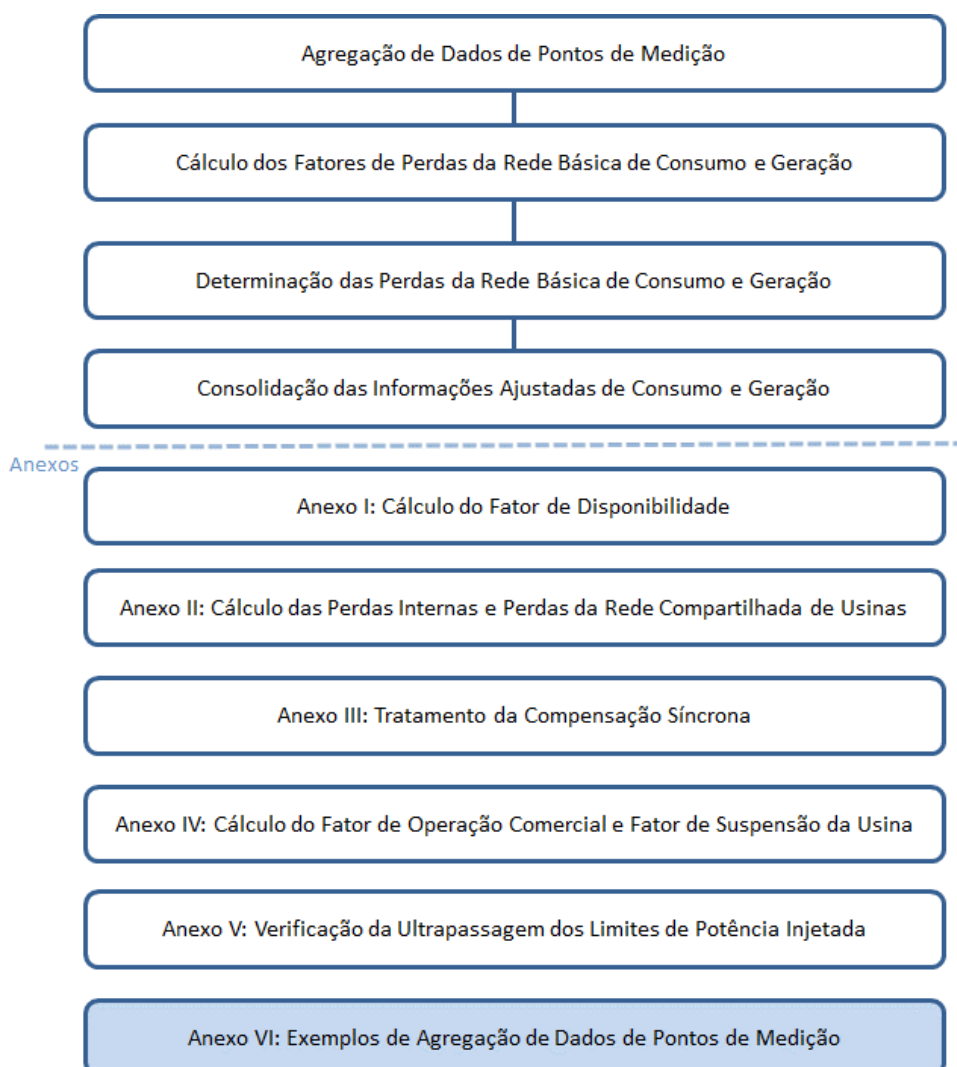 Agregação de Dados de Pontos de Medição
Cálculo dos Fatores de Perdas da Rede Básica de Consumo e Geração
Determinação das Perdas da Rede Básica de Consumo e Geração
Consolidação das Informações Ajustadas de Consumo e Geração
Anexos
Anexo I: Cálculo do Fator de Disponibilidade
Anexo II: Cálculo das Perdas Internas e Perdas da Rede Compartilhada de Usinas
Anexo III: Tratamento da Compensação Síncrona
Anexo IV: Cálculo do Fator de Operação Comercial e Fator de Suspensão da Usina
Anexo V: Verificação da Ultrapassagem dos Limites de Potência Injetada
Anexo VI: Exemplos de Agregação de Dados de Pontos de Medição